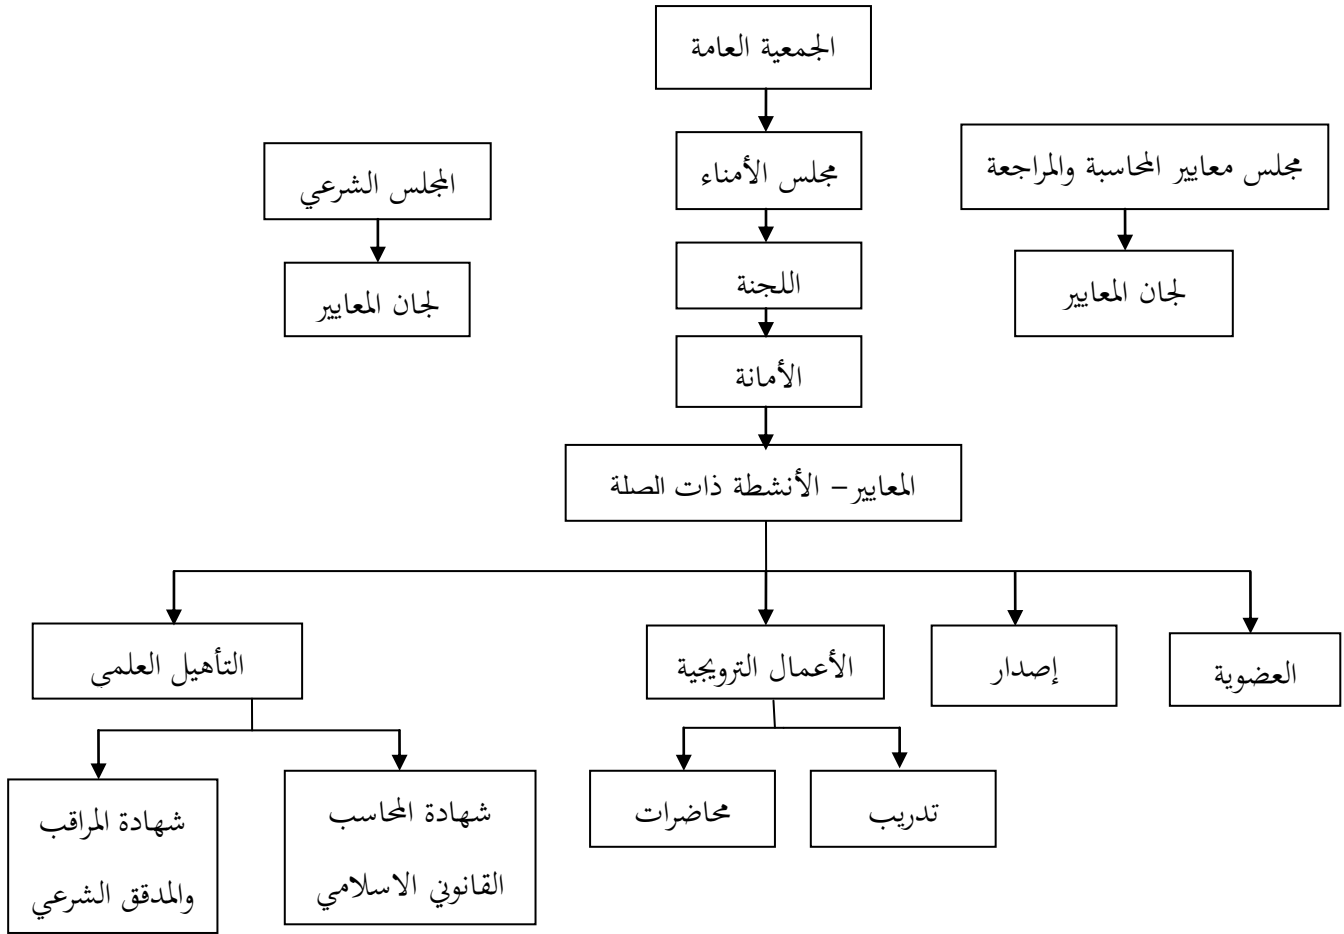 الجمعية العامة
مجلس معايير المحاسبة والمراجعة
مجلس الأمناء
المجلس الشرعي
لجان المعايير
اللجنة
لجان المعايير
الأمانة
المعايير – الأنشطة ذات الصلة
العضوية
إصدار
الأعمال الترويجية
التأهيل العلمي
تدريب
محاضرات
شهادة المحاسب
القانوني الاسلامي
شهادة المراقب
والمدقق الشرعي